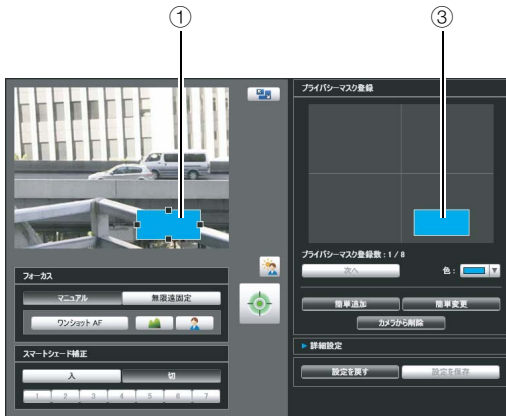 ① ③
プライバシーマスク登録
プライバシーマスク登録数 : 1 / 8
次へ 色 :
簡単追加 簡単変更
カメラから削除
詳細設定
設定を戻す 設定を保存
フォーカス
マニュアル 無限遠固定
ワンショット AF
スマートシェード補正
入 切
1 2 3 4 5 6 7